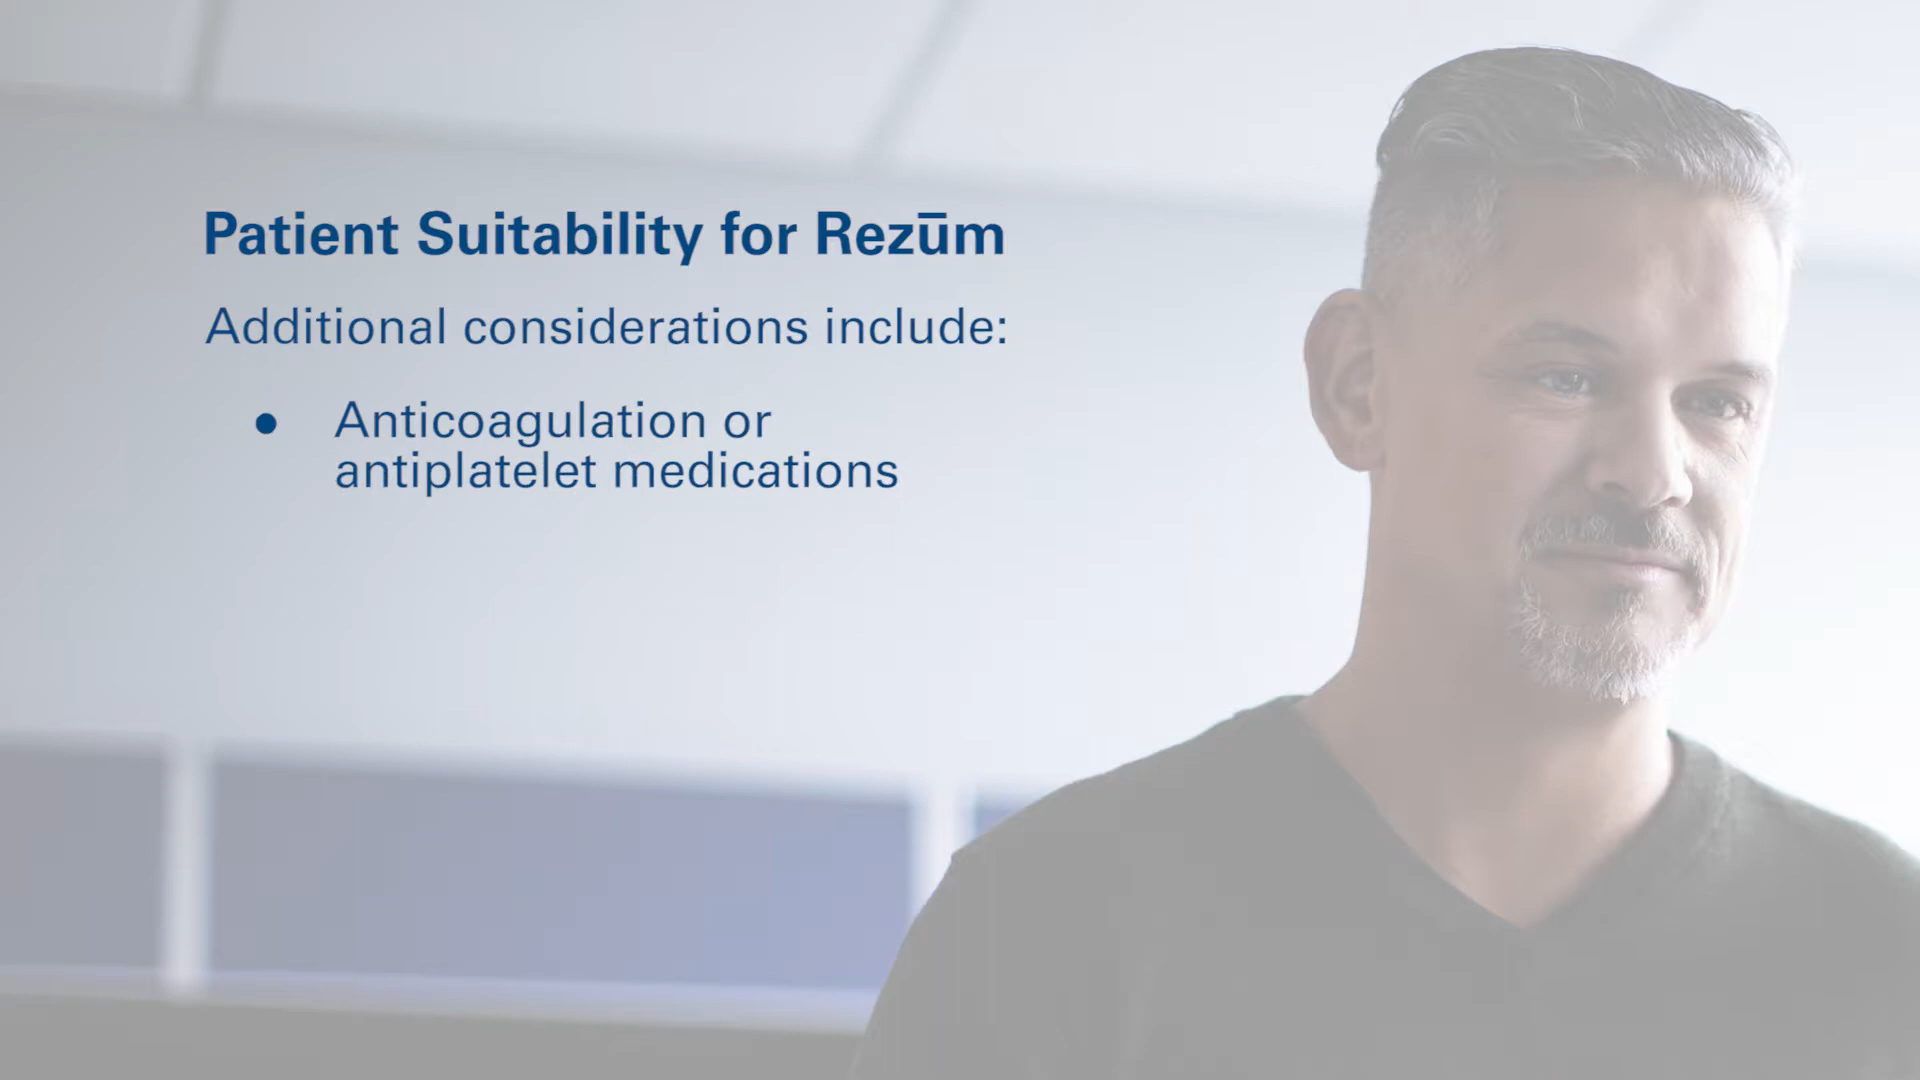 Patient Suitability for Rezūm
Additional considerations include:
● Anticoagulation or
antiplatelet medications